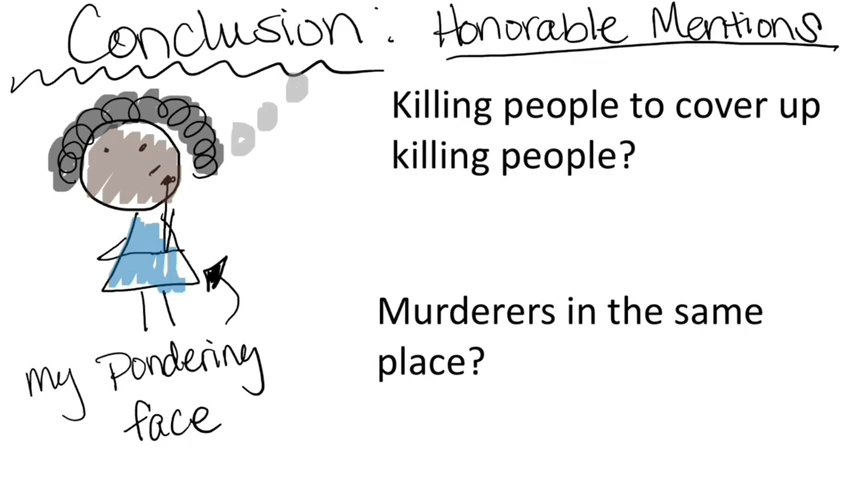 Conclusion: Honorable Mentions
Killing people to cover up
killing people?
Murderers in the same
place?
my Pondering
face